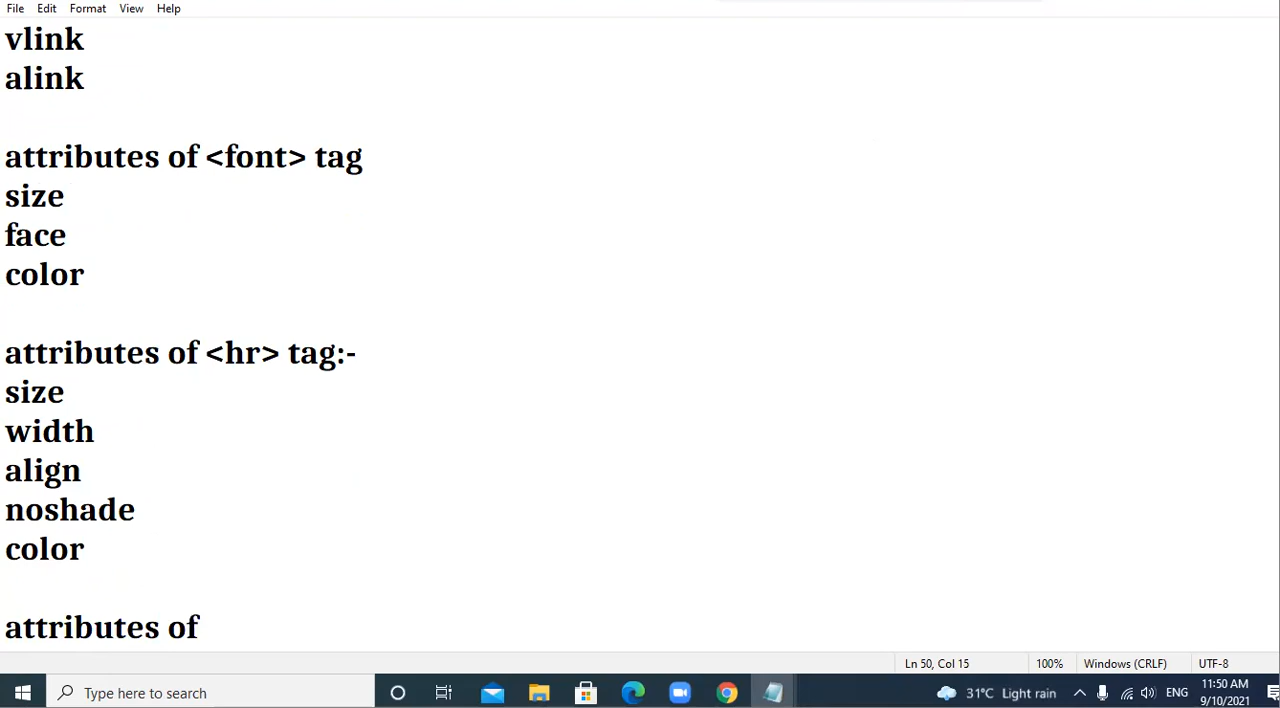 File Edit Format View Help
vlink
alink
attributes of <font> tag
size
face
color
attributes of <hr> tag:-
size
width
align
noshade
color
attributes of
Ln 50, Col 15 100% Windows (CRLF) UTF-8
Type here to search 31°C Light rain ENG 11:50 AM
9/10/2021